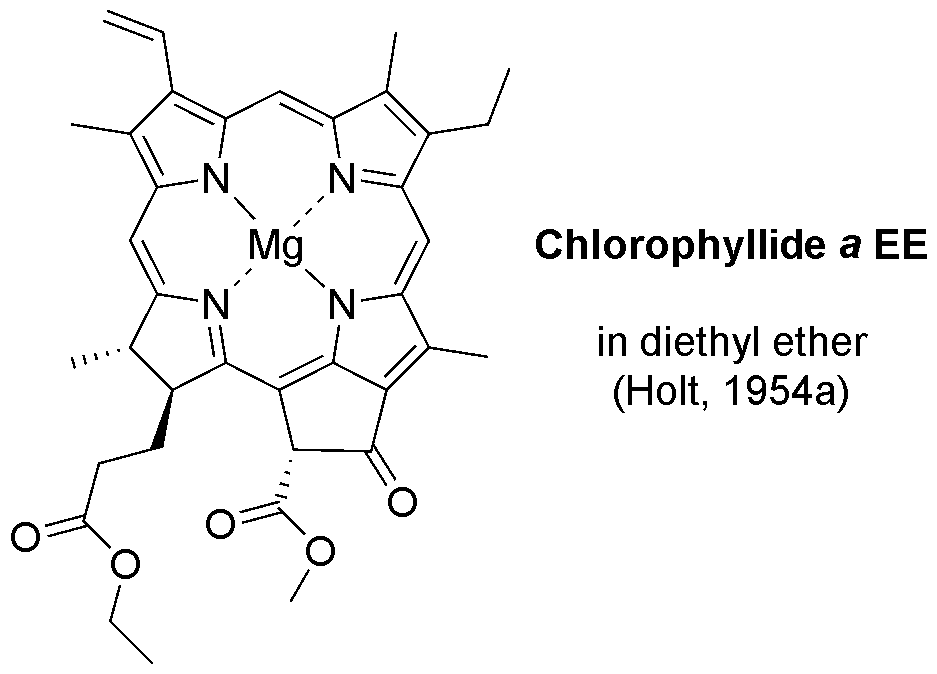 N
N
Mg
Chlorophyllide a EE
N
N
in diethyl ether
(Holt, 1954a)
O
O
O
O
O